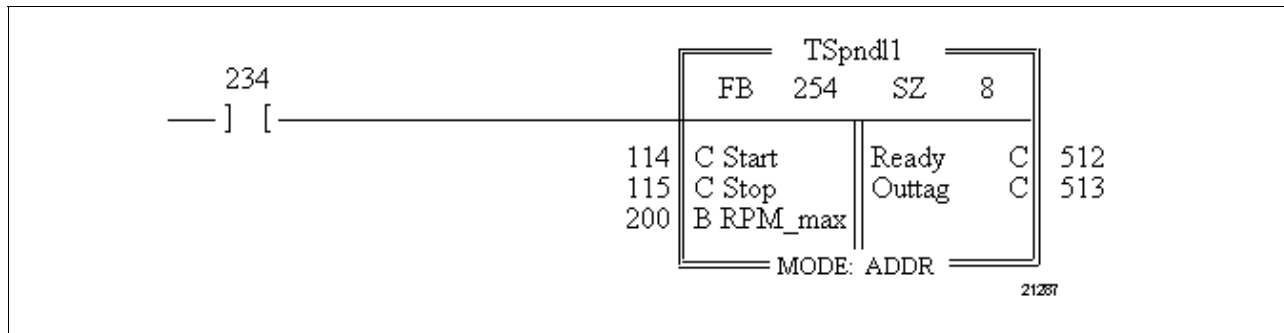 TSpndl1
234
FB 254 SZ 8
] [
114 C Start Ready C 512
115 C Stop Outtag C 513
200 B RPM_max
MODE: ADDR
21287